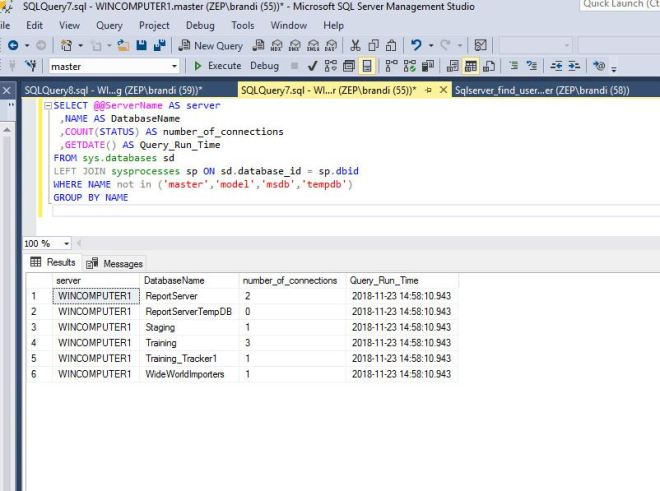 SQLQuery7.sql - WINCOMPUTER1.master (ZEP\brandi (55))* - Microsoft SQL Server Management Studio
Quick Launch (Ct
ile Edit View Query Project Debug Tools Window Help
New Query
master Execute Debug
SQLQuery8.sql - WI...g (ZEP\brandi (59))* SQLQuery7.sql - WI...r (ZEP\brandi (55))* Sqlserver_find_user...er (ZEP\brandi (58))
SELECT @@ServerName AS server
,NAME AS DatabaseName
,COUNT(STATUS) AS number_of_connections
,GETDATE() AS Query_Run_Time
FROM sys.databases sd
LEFT JOIN sysprocesses sp ON sd.database_id = sp.dbid
WHERE NAME not in ('master','model','msdb','tempdb')
GROUP BY NAME
100 %
Results Messages
server DatabaseName number_of_connections Query_Run_Time
1 WINCOMPUTER1 ReportServer 2 2018-11-23 14:58:10.943
2 WINCOMPUTER1 ReportServerTempDB 0 2018-11-23 14:58:10.943
3 WINCOMPUTER1 Staging 1 2018-11-23 14:58:10.943
4 WINCOMPUTER1 Training 3 2018-11-23 14:58:10.943
5 WINCOMPUTER1 Training_Tracker1 1 2018-11-23 14:58:10.943
6 WINCOMPUTER1 WideWorldImporters 1 2018-11-23 14:58:10.943